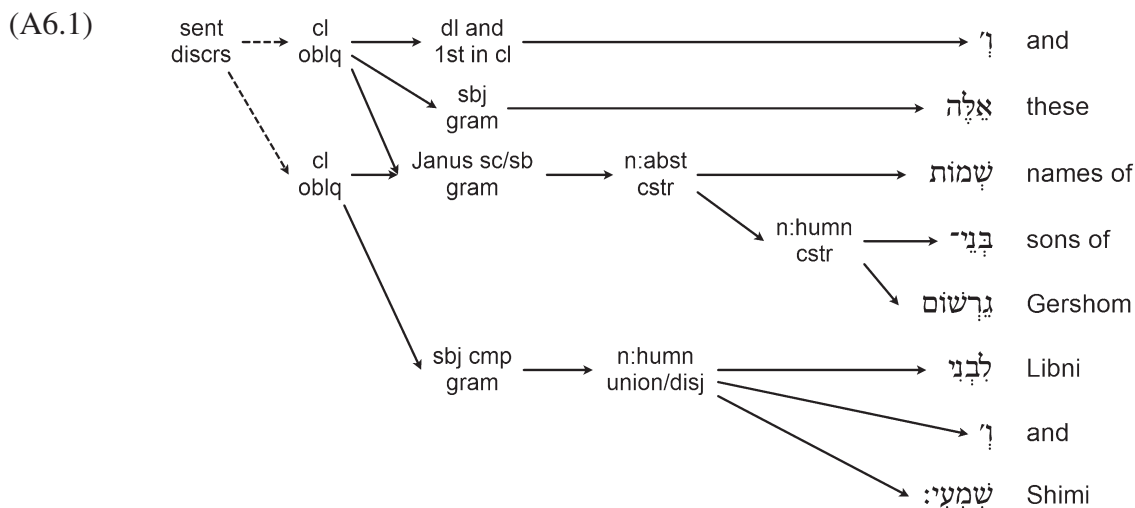 (A6.1)
sent
discrs
cl
oblq
dl and
1st in cl
וְ׳ and
sbj
gram
אֵלֶּה these
cl
oblq
Janus sc/sb
gram
n:abst
cstr
שְׁמוֹת names of
n:humn
cstr
בְּנֵי־ sons of
גֵרְשׁוֹם Gershom
sbj cmp
gram
n:humn
union/disj
לִבְנִי Libni
וְ׳ and
שִׁמְעִֽי׃ Shimi